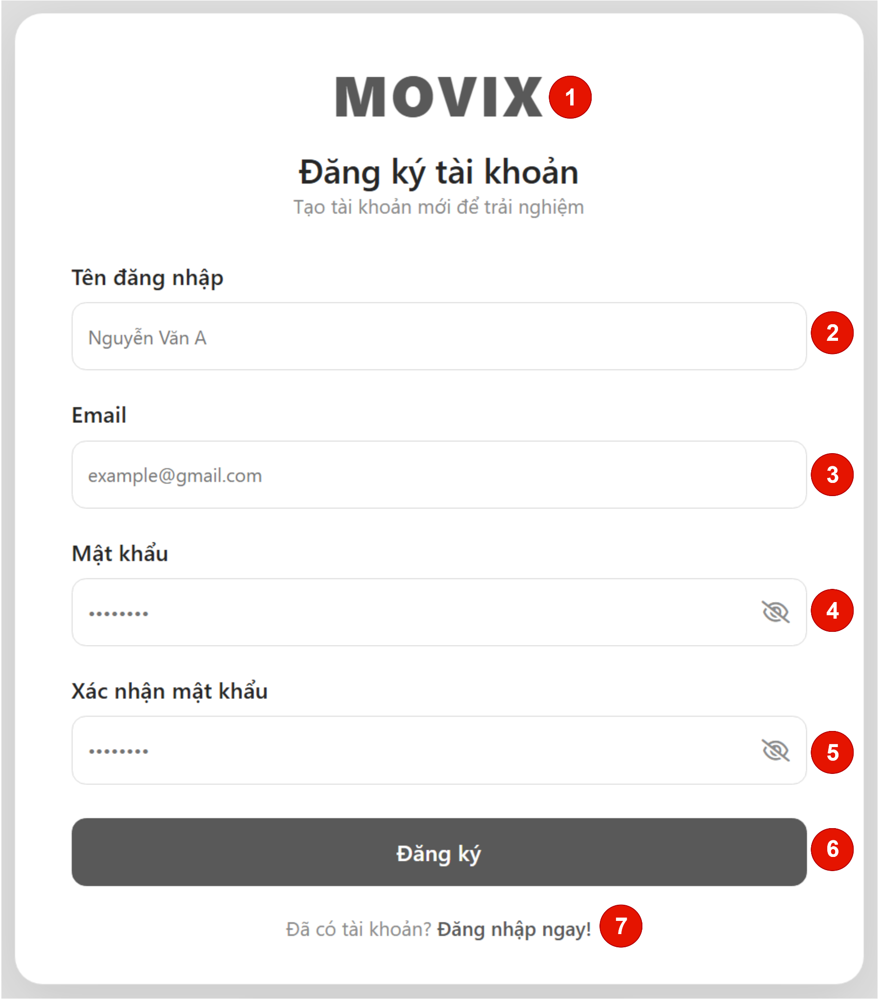 MOVIX 1
Đăng ký tài khoản
Tạo tài khoản mới để trải nghiệm
Tên đăng nhập
Nguyễn Văn A 2
Email
example@gmail.com 3
Mật khẩu
•••••••• 4
Xác nhận mật khẩu
•••••••• 5
Đăng ký 6
Đã có tài khoản? Đăng nhập ngay! 7